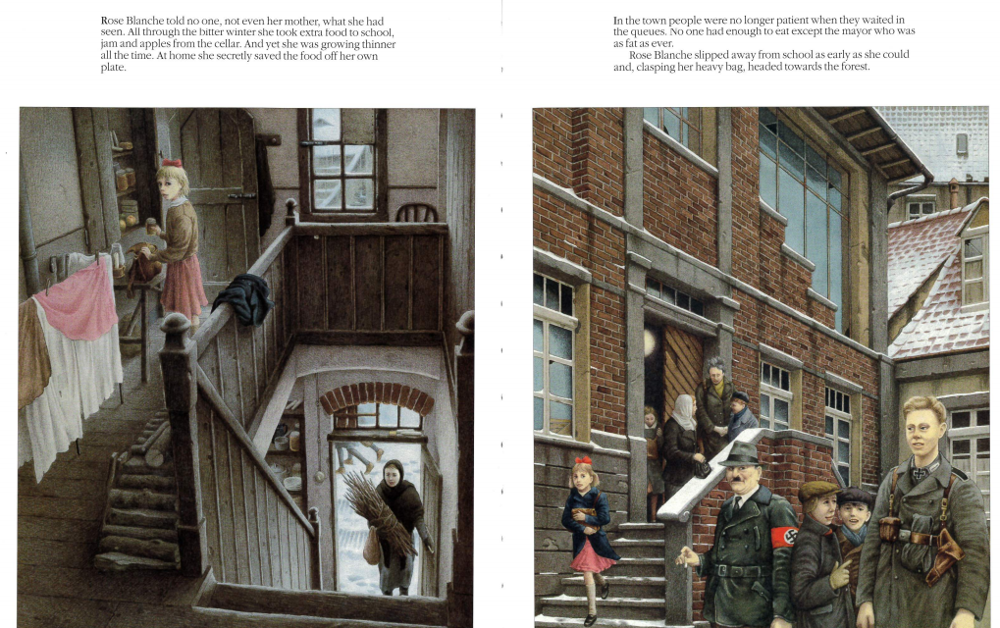 Rose Blanche told no one, not even her mother, what she had
seen. All through the bitter winter she took extra food to school,
jam and apples from the cellar. And yet she was growing thinner
all the time. At home she secretly saved the food off her own
plate.
In the town people were no longer patient when they waited in
the queues. No one had enough to eat except the mayor who was
as fat as ever.
Rose Blanche slipped away from school as early as she could
and, clasping her heavy bag, headed towards the forest.